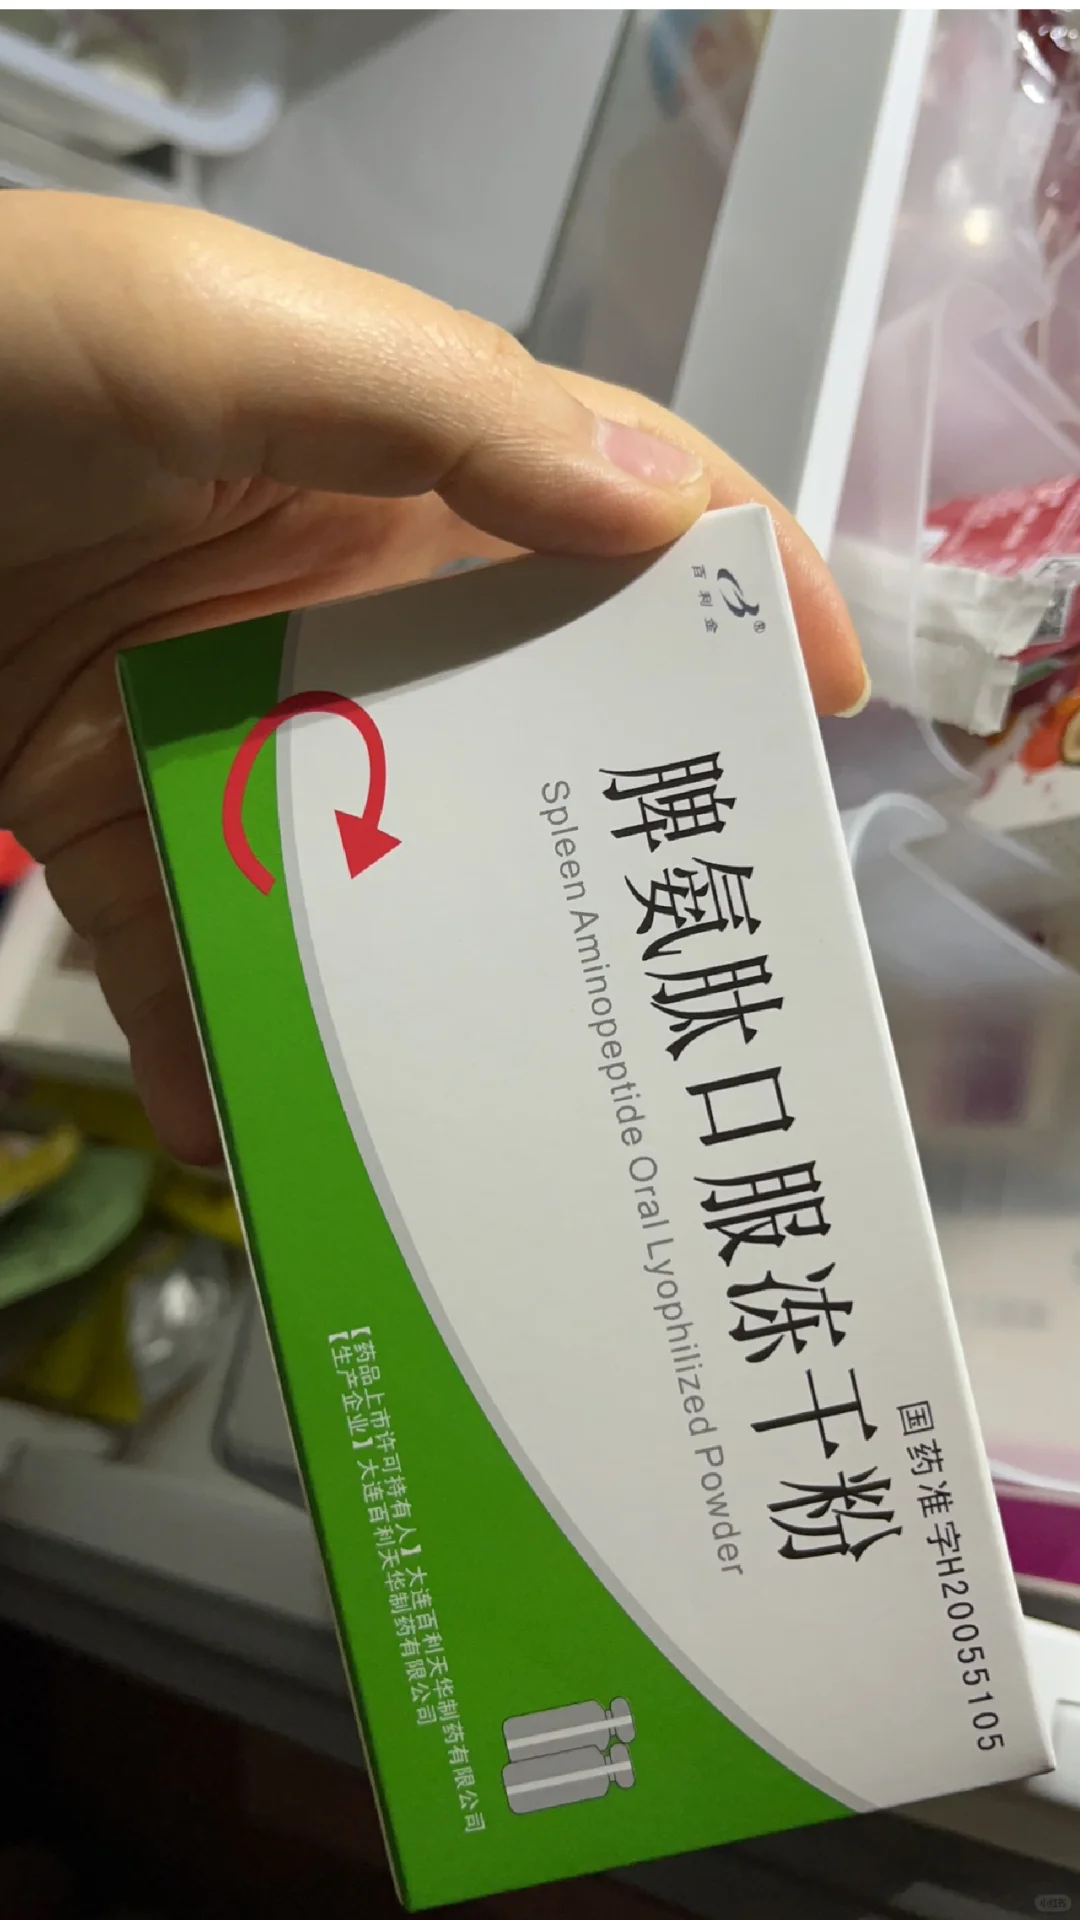 百利金
®
国药准字H20055105
脾氨肽口服冻干粉
Spleen Aminopeptide Oral Lyophilized Powder
【药品上市许可持有人】大连百利天华制药有限公司
【生产企业】大连百利天华制药有限公司
小红书